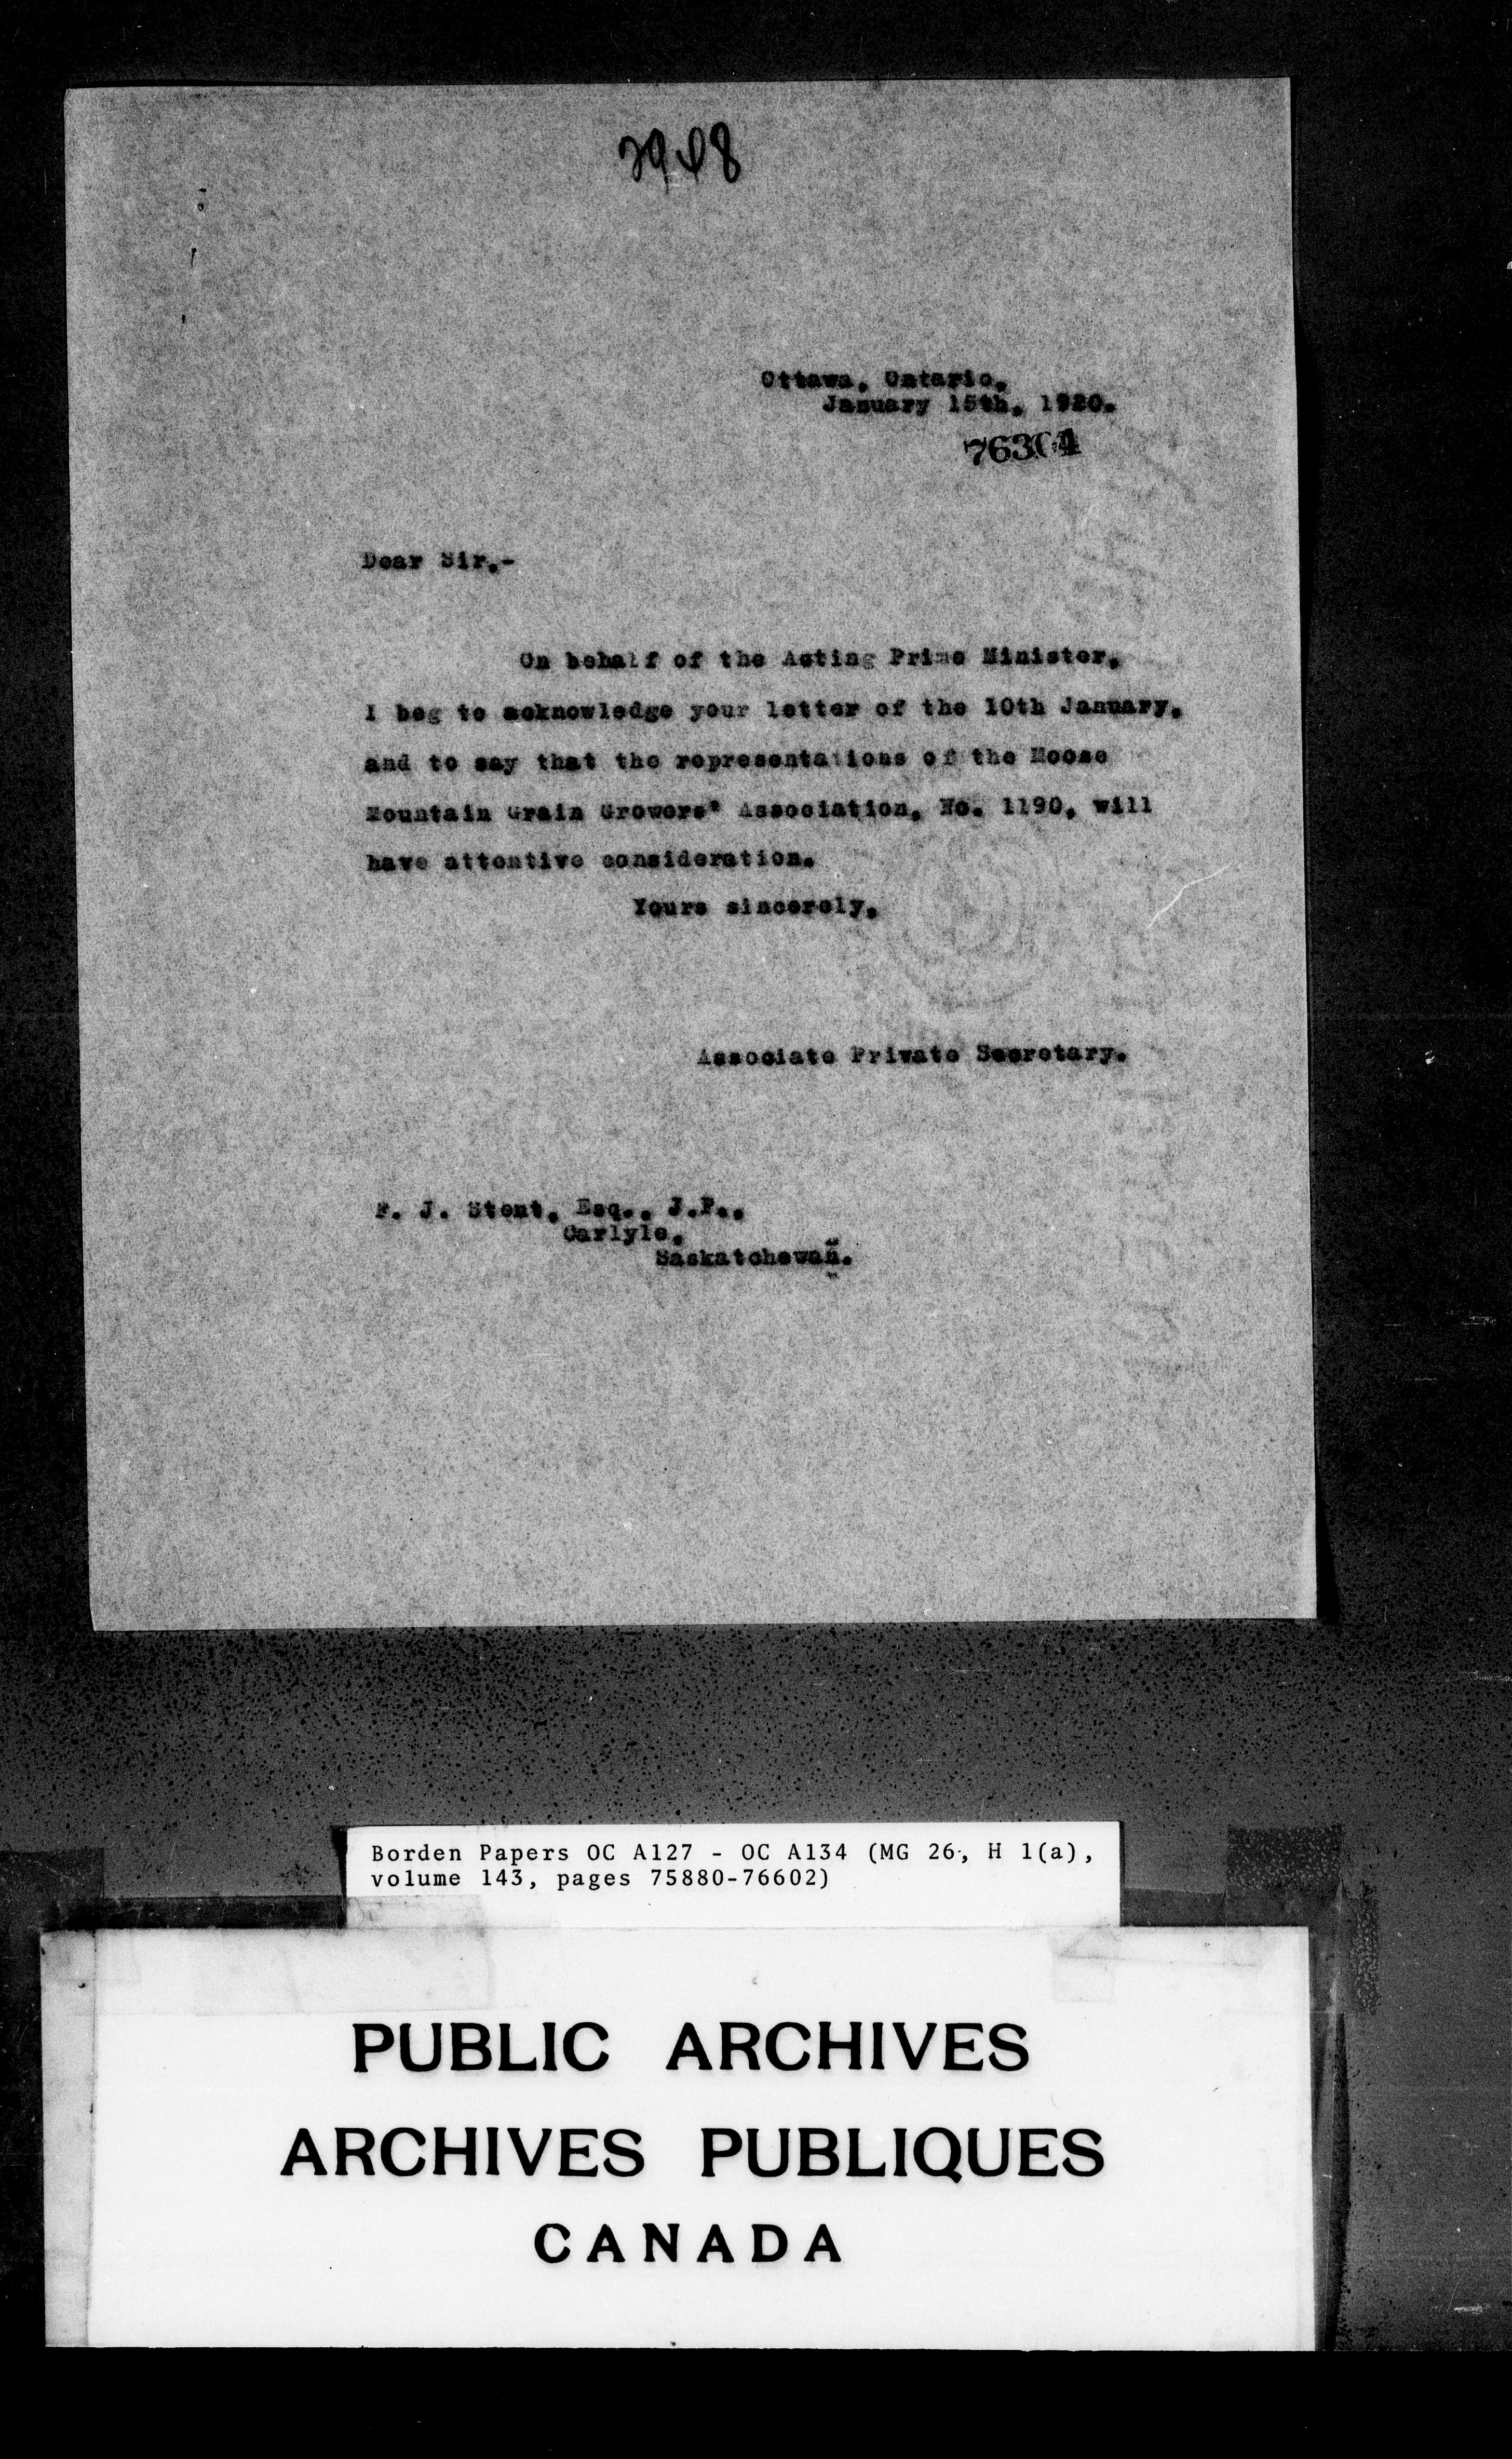 Ottawa, Ontario,
January 15th, 1920.
76304
Dear Sir,-
On behalf of the Acting Prime Minister,
I beg to acknowledge your letter of the 10th January,
and to say that the representations of the Moose
Mountain Grain Growers' Association, No. 1190, will
have attentive consideration.
Yours sincerely,
Associate Private Secretary.
F. J. Stent, Esq., J.P.,
Carlyle,
Saskatchewan.
Borden Papers OC A127 - OC A134 (MG 26, H 1(a),
volume 143, pages 75880-76602)
PUBLIC ARCHIVES
ARCHIVES PUBLIQUES
CANADA